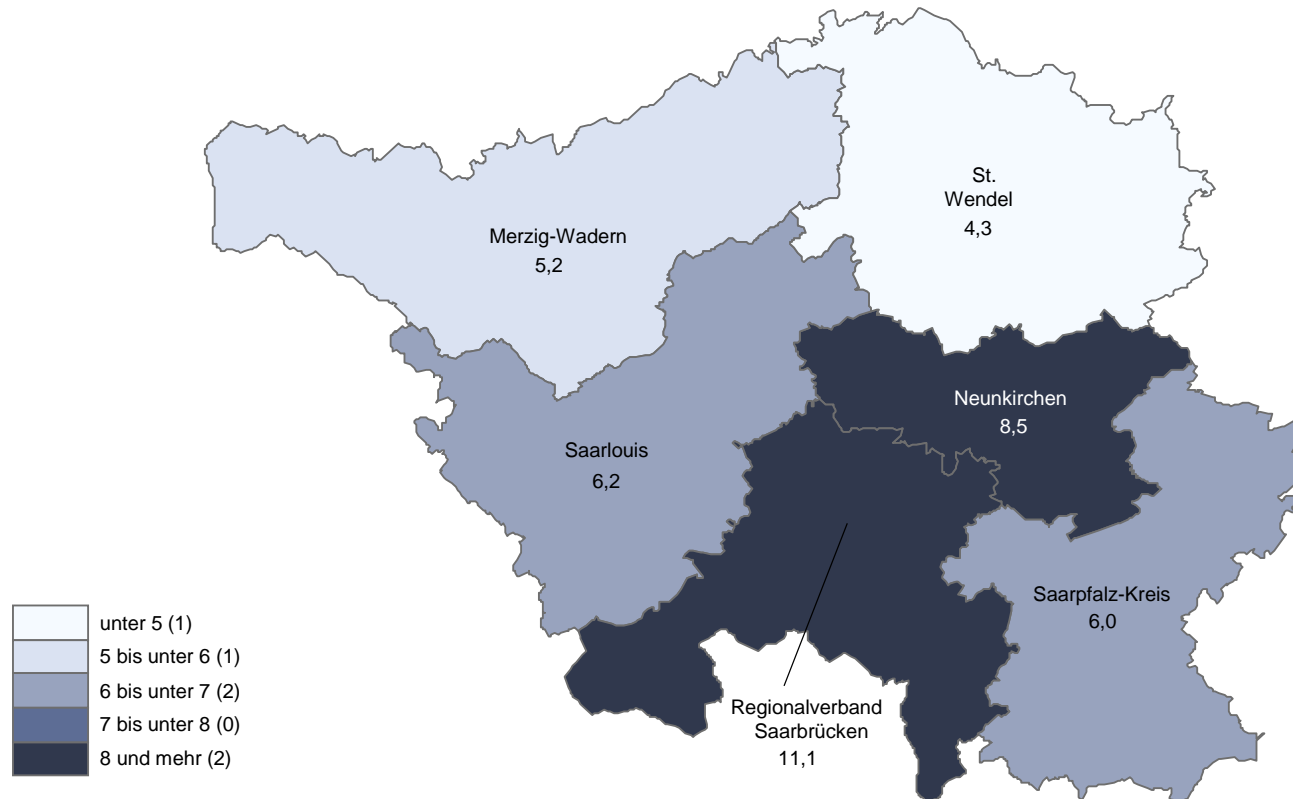 St.
Wendel
4,3
Merzig-Wadern
5,2
Neunkirchen
8,5
Saarlouis
6,2
Saarpfalz-Kreis
6,0
Regionalverband
Saarbrücken
11,1
unter 5 (1)
5 bis unter 6 (1)
6 bis unter 7 (2)
7 bis unter 8 (0)
8 und mehr (2)